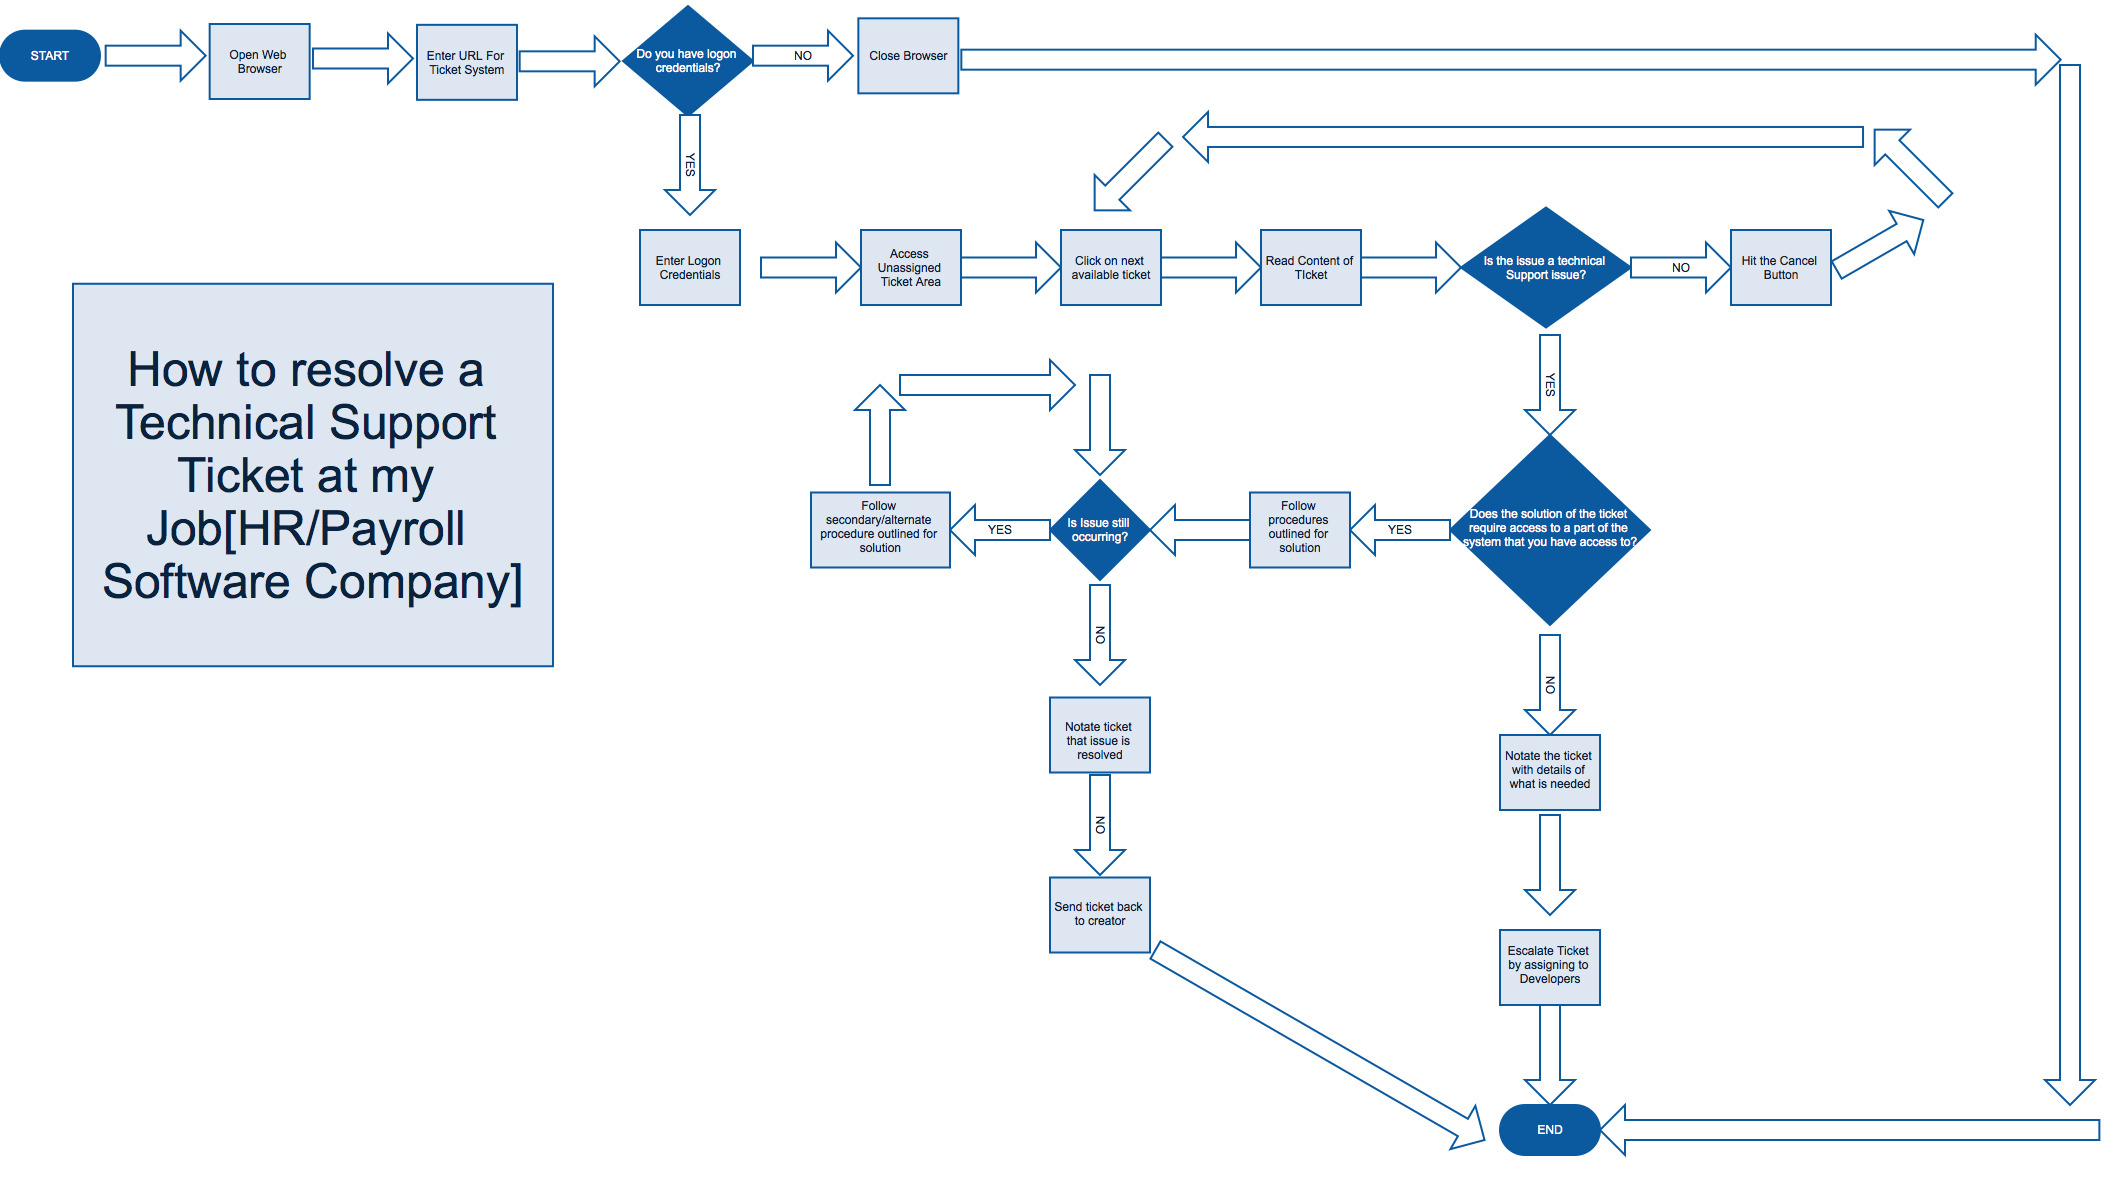 START
Open Web
Browser
Enter URL For
Ticket System
Do you have logon
credentials?
NO
Close Browser
YES
Enter Logon
Credentials
Access
Unassigned
Ticket Area
Click on next
available ticket
Read Content of
TIcket
Is the issue a technical
Support issue?
NO
Hit the Cancel
Button
How to resolve a
Technical Support
Ticket at my
Job[HR/Payroll
Software Company]
YES
Does the solution of the ticket
require access to a part of the
system that you have access to?
YES
Follow
procedures
outlined for
solution
Is Issue still
occurring?
YES
Follow
secondary/alternate
procedure outlined for
solution
NO
Notate ticket
that issue is
resolved
NO
Send ticket back
to creator
NO
Notate the ticket
with details of
what is needed
Escalate Ticket
by assigning to
Developers
END